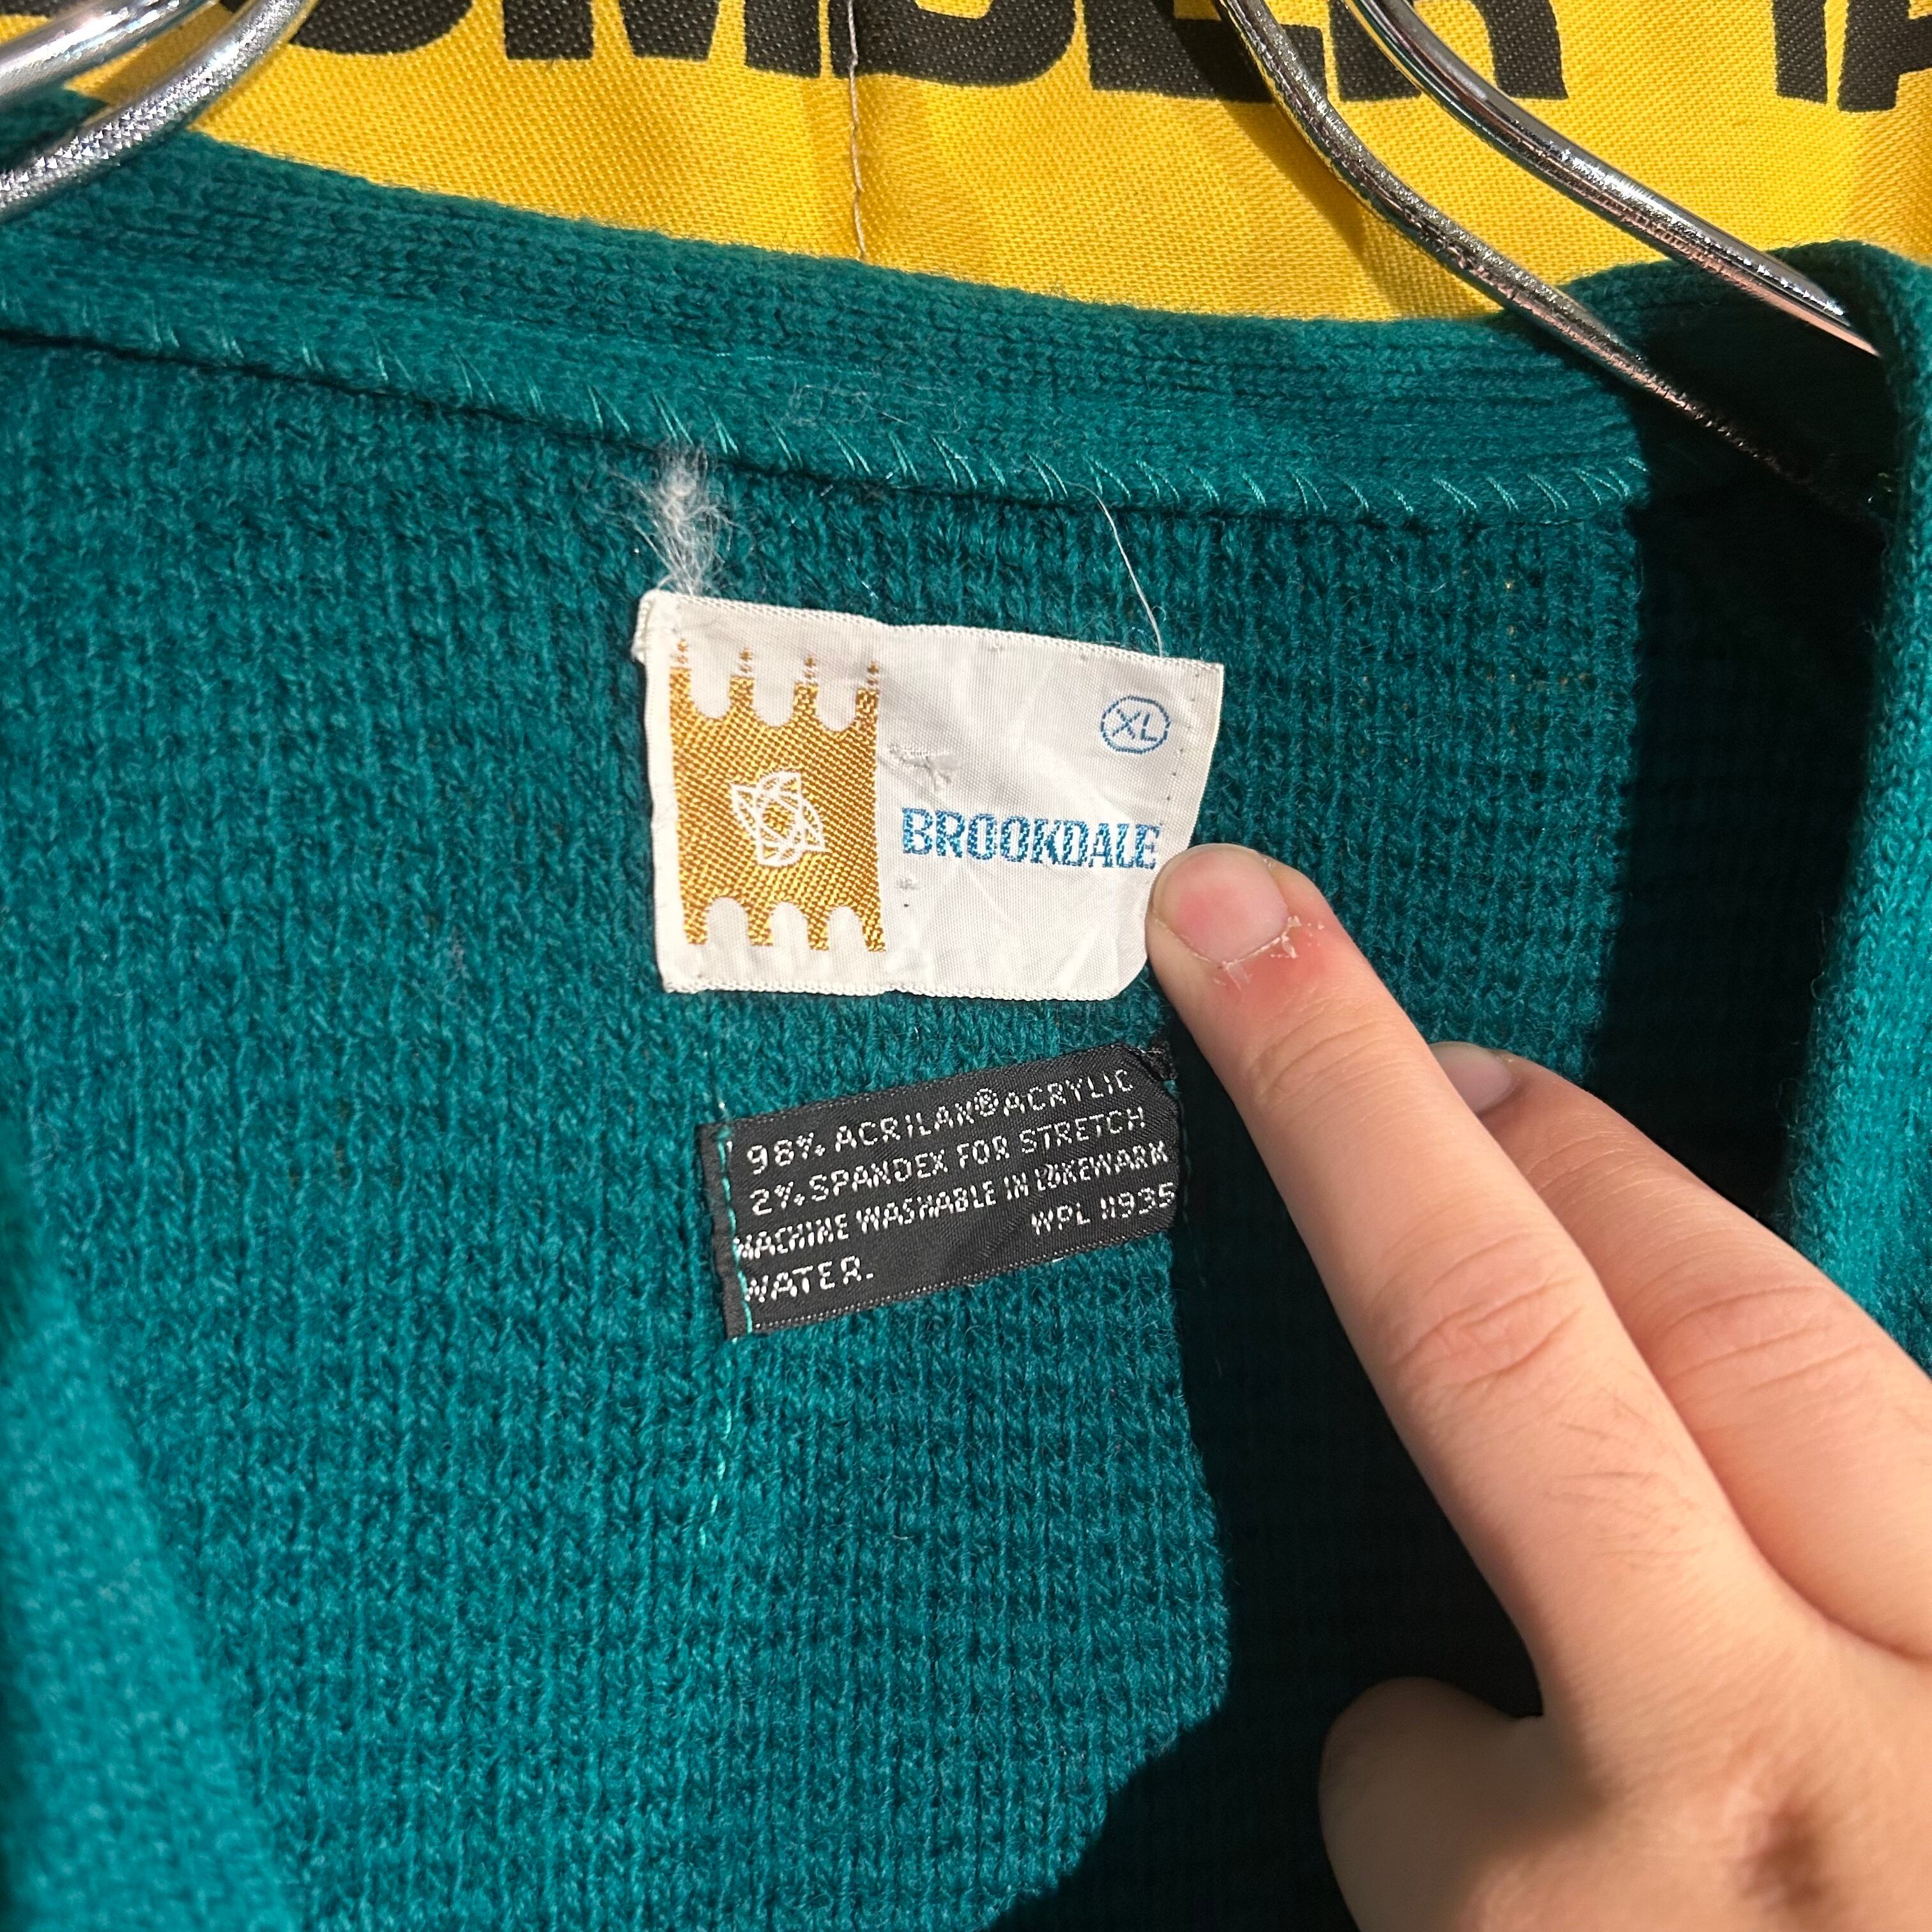 XL
BROOKDALE
98% ACRILAN® ACRYLIC
2% SPANDEX FOR STRETCH
MACHINE WASHABLE IN LUKEWARM
WPL 11935
WATER.